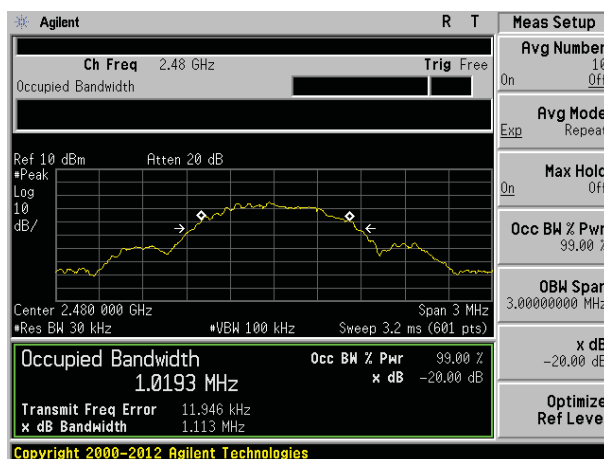 Agilent R T
Meas Setup
Ch Freq 2.48 GHz Trig Free
Occupied Bandwidth
Avg Number
10
On Off
Avg Mode
Exp Repeat
Max Hold
On Off
Occ BW % Pwr
99.00 %
OBW Span
3.00000000 MHz
x dB
-20.00 dB
Optimize
Ref Level
Ref 10 dBm Atten 20 dB
#Peak
Log
10
dB/
Center 2.480 000 GHz Span 3 MHz
#Res BW 30 kHz #VBW 100 kHz Sweep 3.2 ms (601 pts)
Occupied Bandwidth Occ BW % Pwr 99.00 %
1.0193 MHz x dB -20.00 dB
Transmit Freq Error 11.946 kHz
x dB Bandwidth 1.113 MHz
Copyright 2000-2012 Agilent Technologies